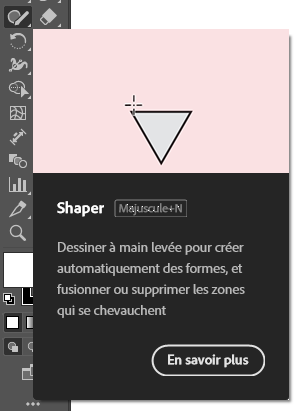 Shaper Majuscule+N
Dessiner à main levée pour créer
automatiquement des formes, et
fusionner ou supprimer les zones
qui se chevauchent
En savoir plus